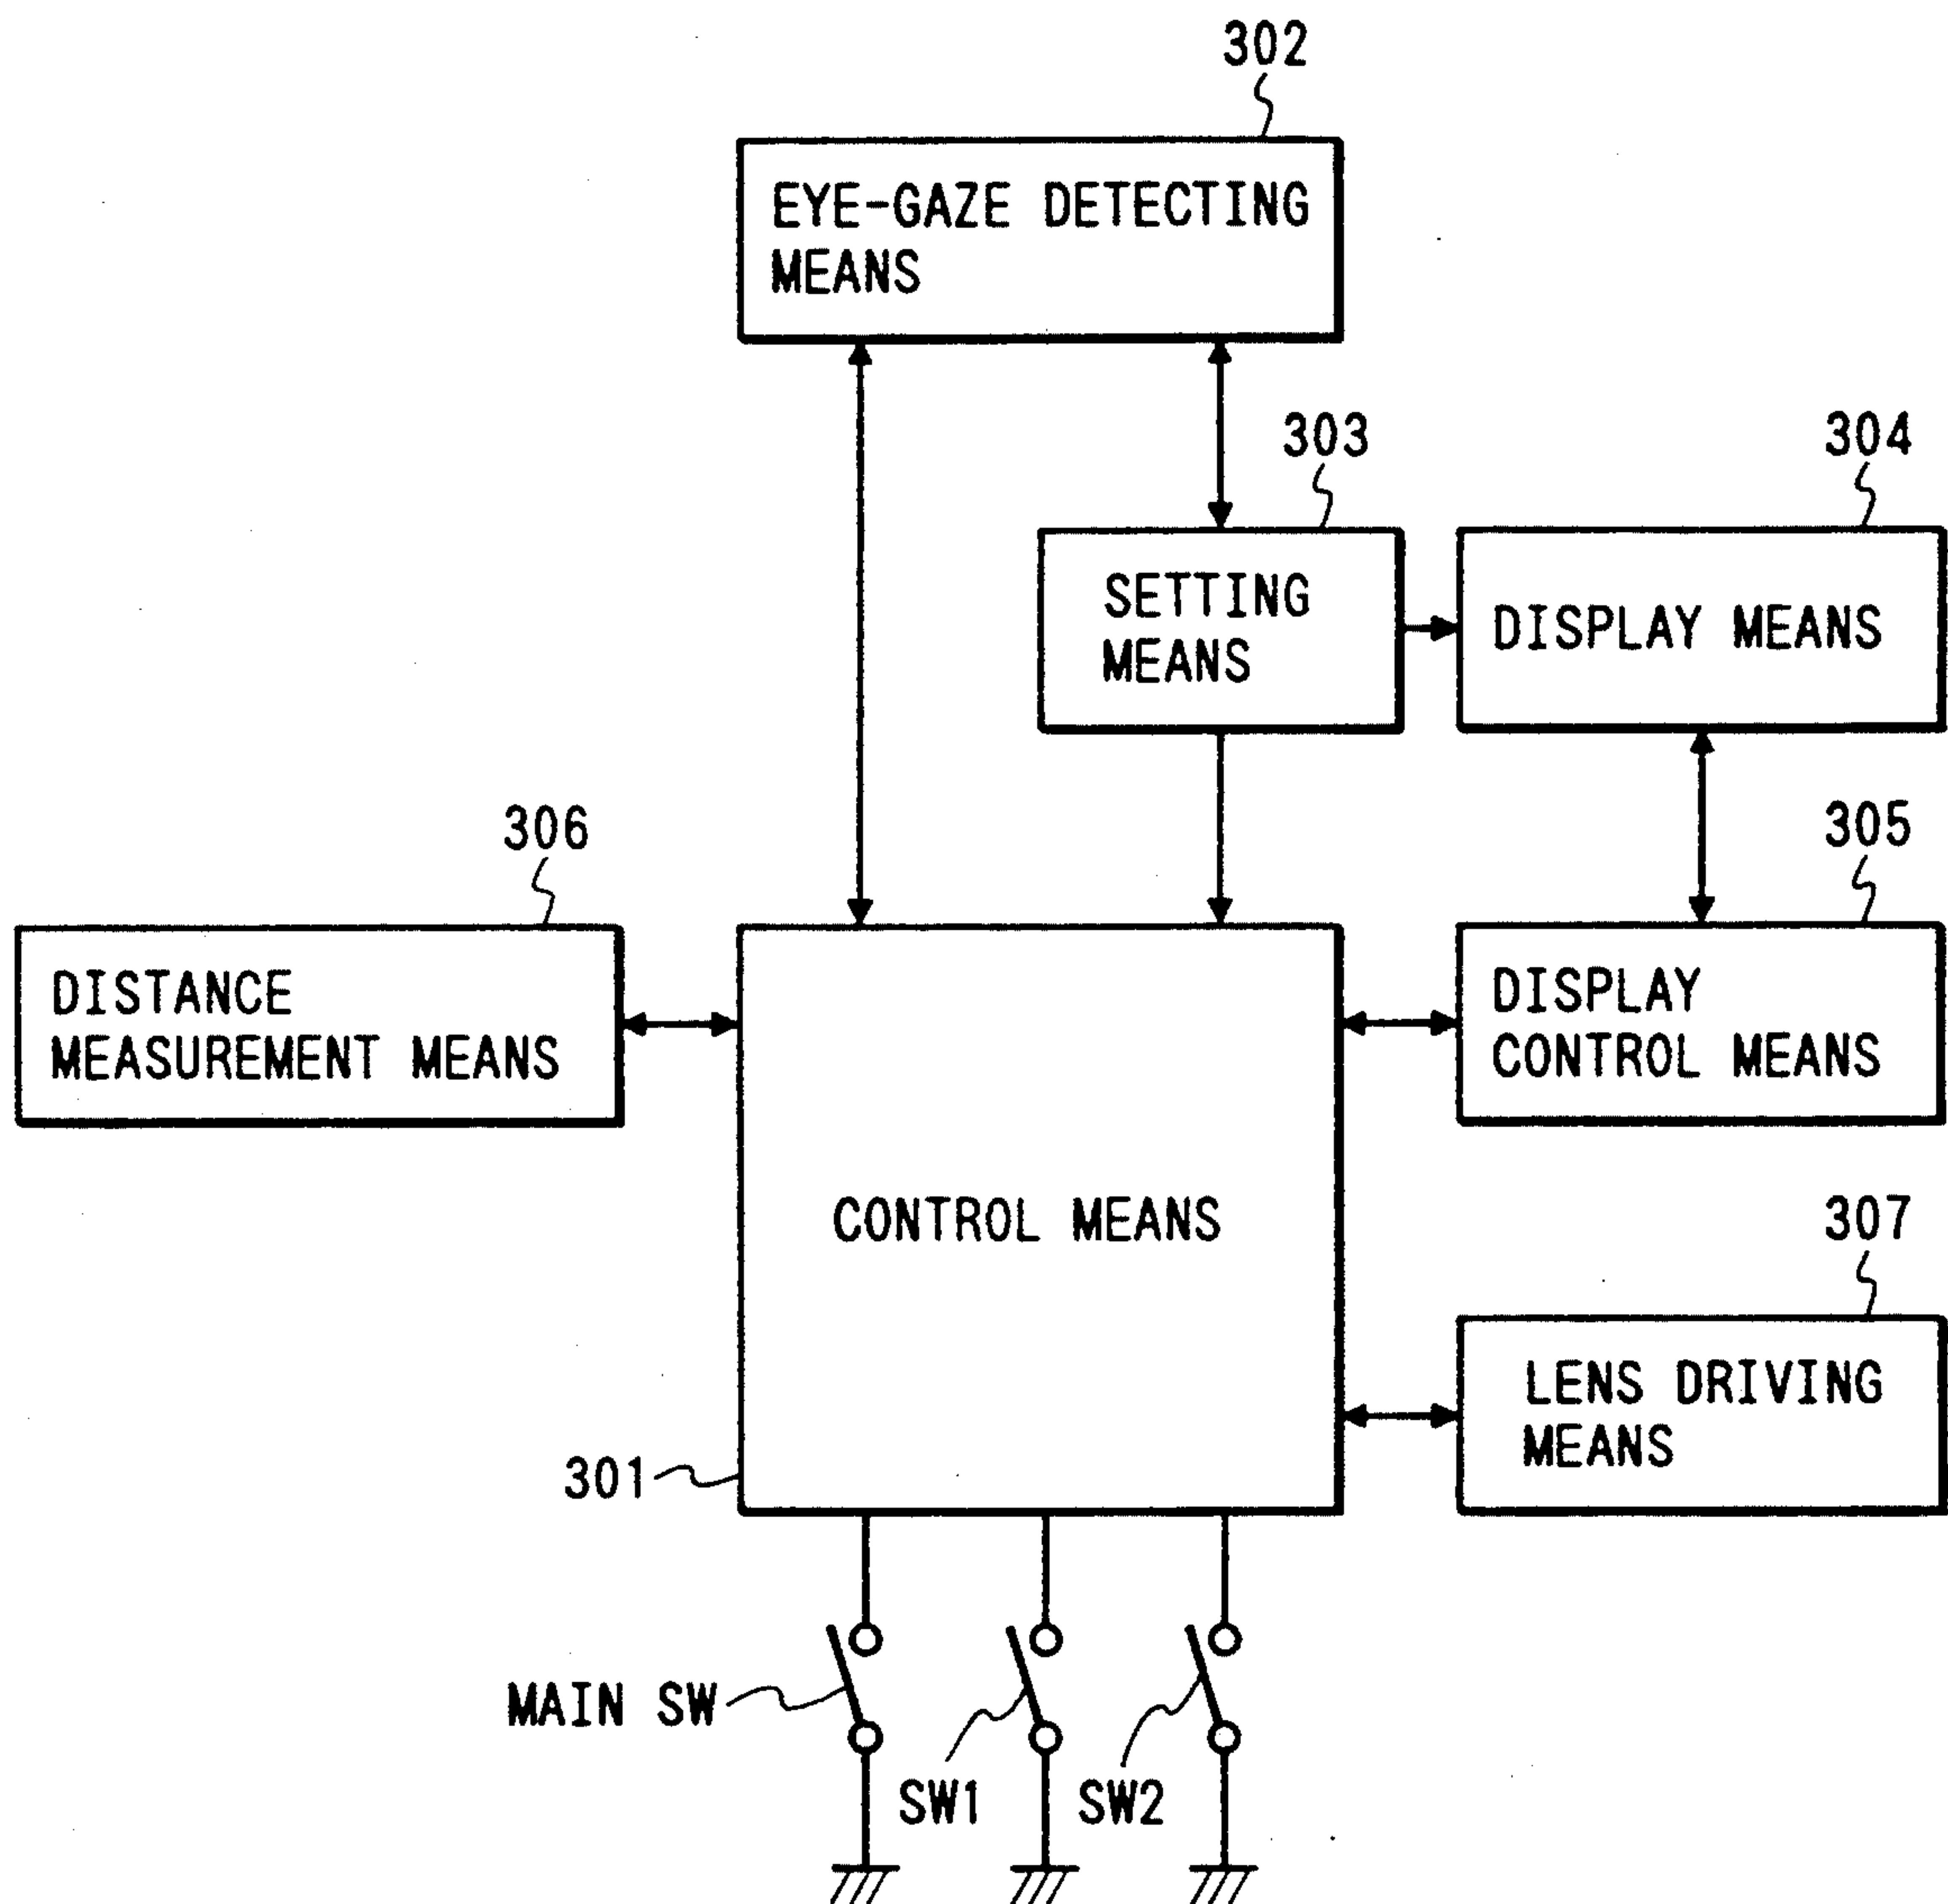 302
EYE-GAZE DETECTING
MEANS
303
304
SETTING
MEANS
DISPLAY MEANS
306
305
DISTANCE
MEASUREMENT MEANS
DISPLAY
CONTROL MEANS
CONTROL MEANS
307
LENS DRIVING
MEANS
301
MAIN SW
SW1
SW2